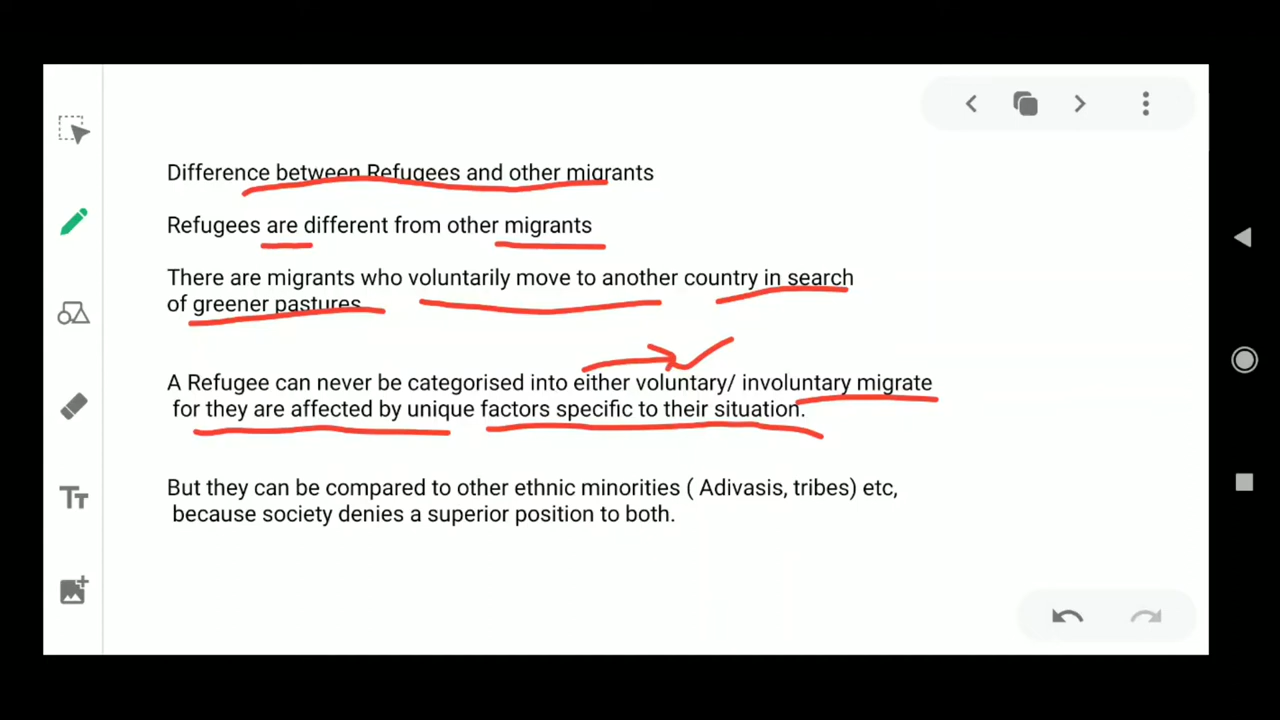 Difference between Refugees and other migrants
Refugees are different from other migrants
There are migrants who voluntarily move to another country in search
of greener pastures
A Refugee can never be categorised into either voluntary/ involuntary migrate
for they are affected by unique factors specific to their situation.
But they can be compared to other ethnic minorities ( Adivasis, tribes) etc,
because society denies a superior position to both.
Tт